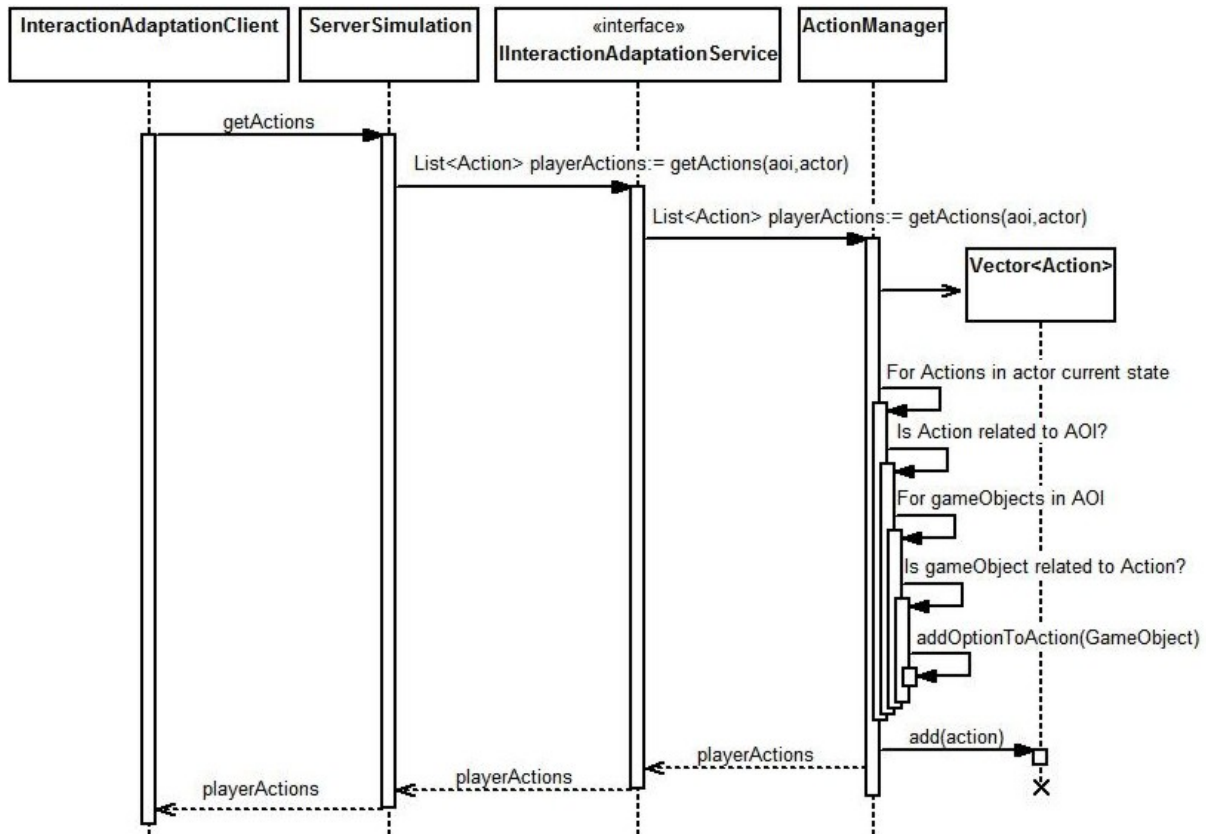 InteractionAdaptationClient
ServerSimulation
«interface»
IInteractionAdaptationService
ActionManager
getActions
List<Action> playerActions:= getActions(aoi,actor)
List<Action> playerActions:= getActions(aoi,actor)
Vector<Action>
For Actions in actor current state
Is Action related to AOI?
For gameObjects in AOI
Is gameObject related to Action?
addOptionToAction(GameObject)
add(action)
playerActions
playerActions
playerActions